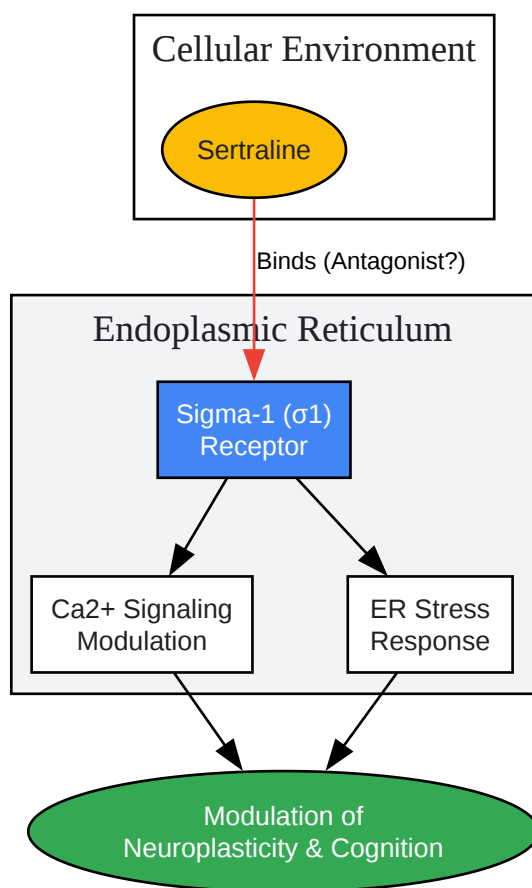 Cellular Environment
Sertraline
Binds (Antagonist?)
Endoplasmic Reticulum
Sigma-1 (σ1)
Receptor
Ca2+ Signaling
Modulation
ER Stress
Response
Modulation of
Neuroplasticity & Cognition